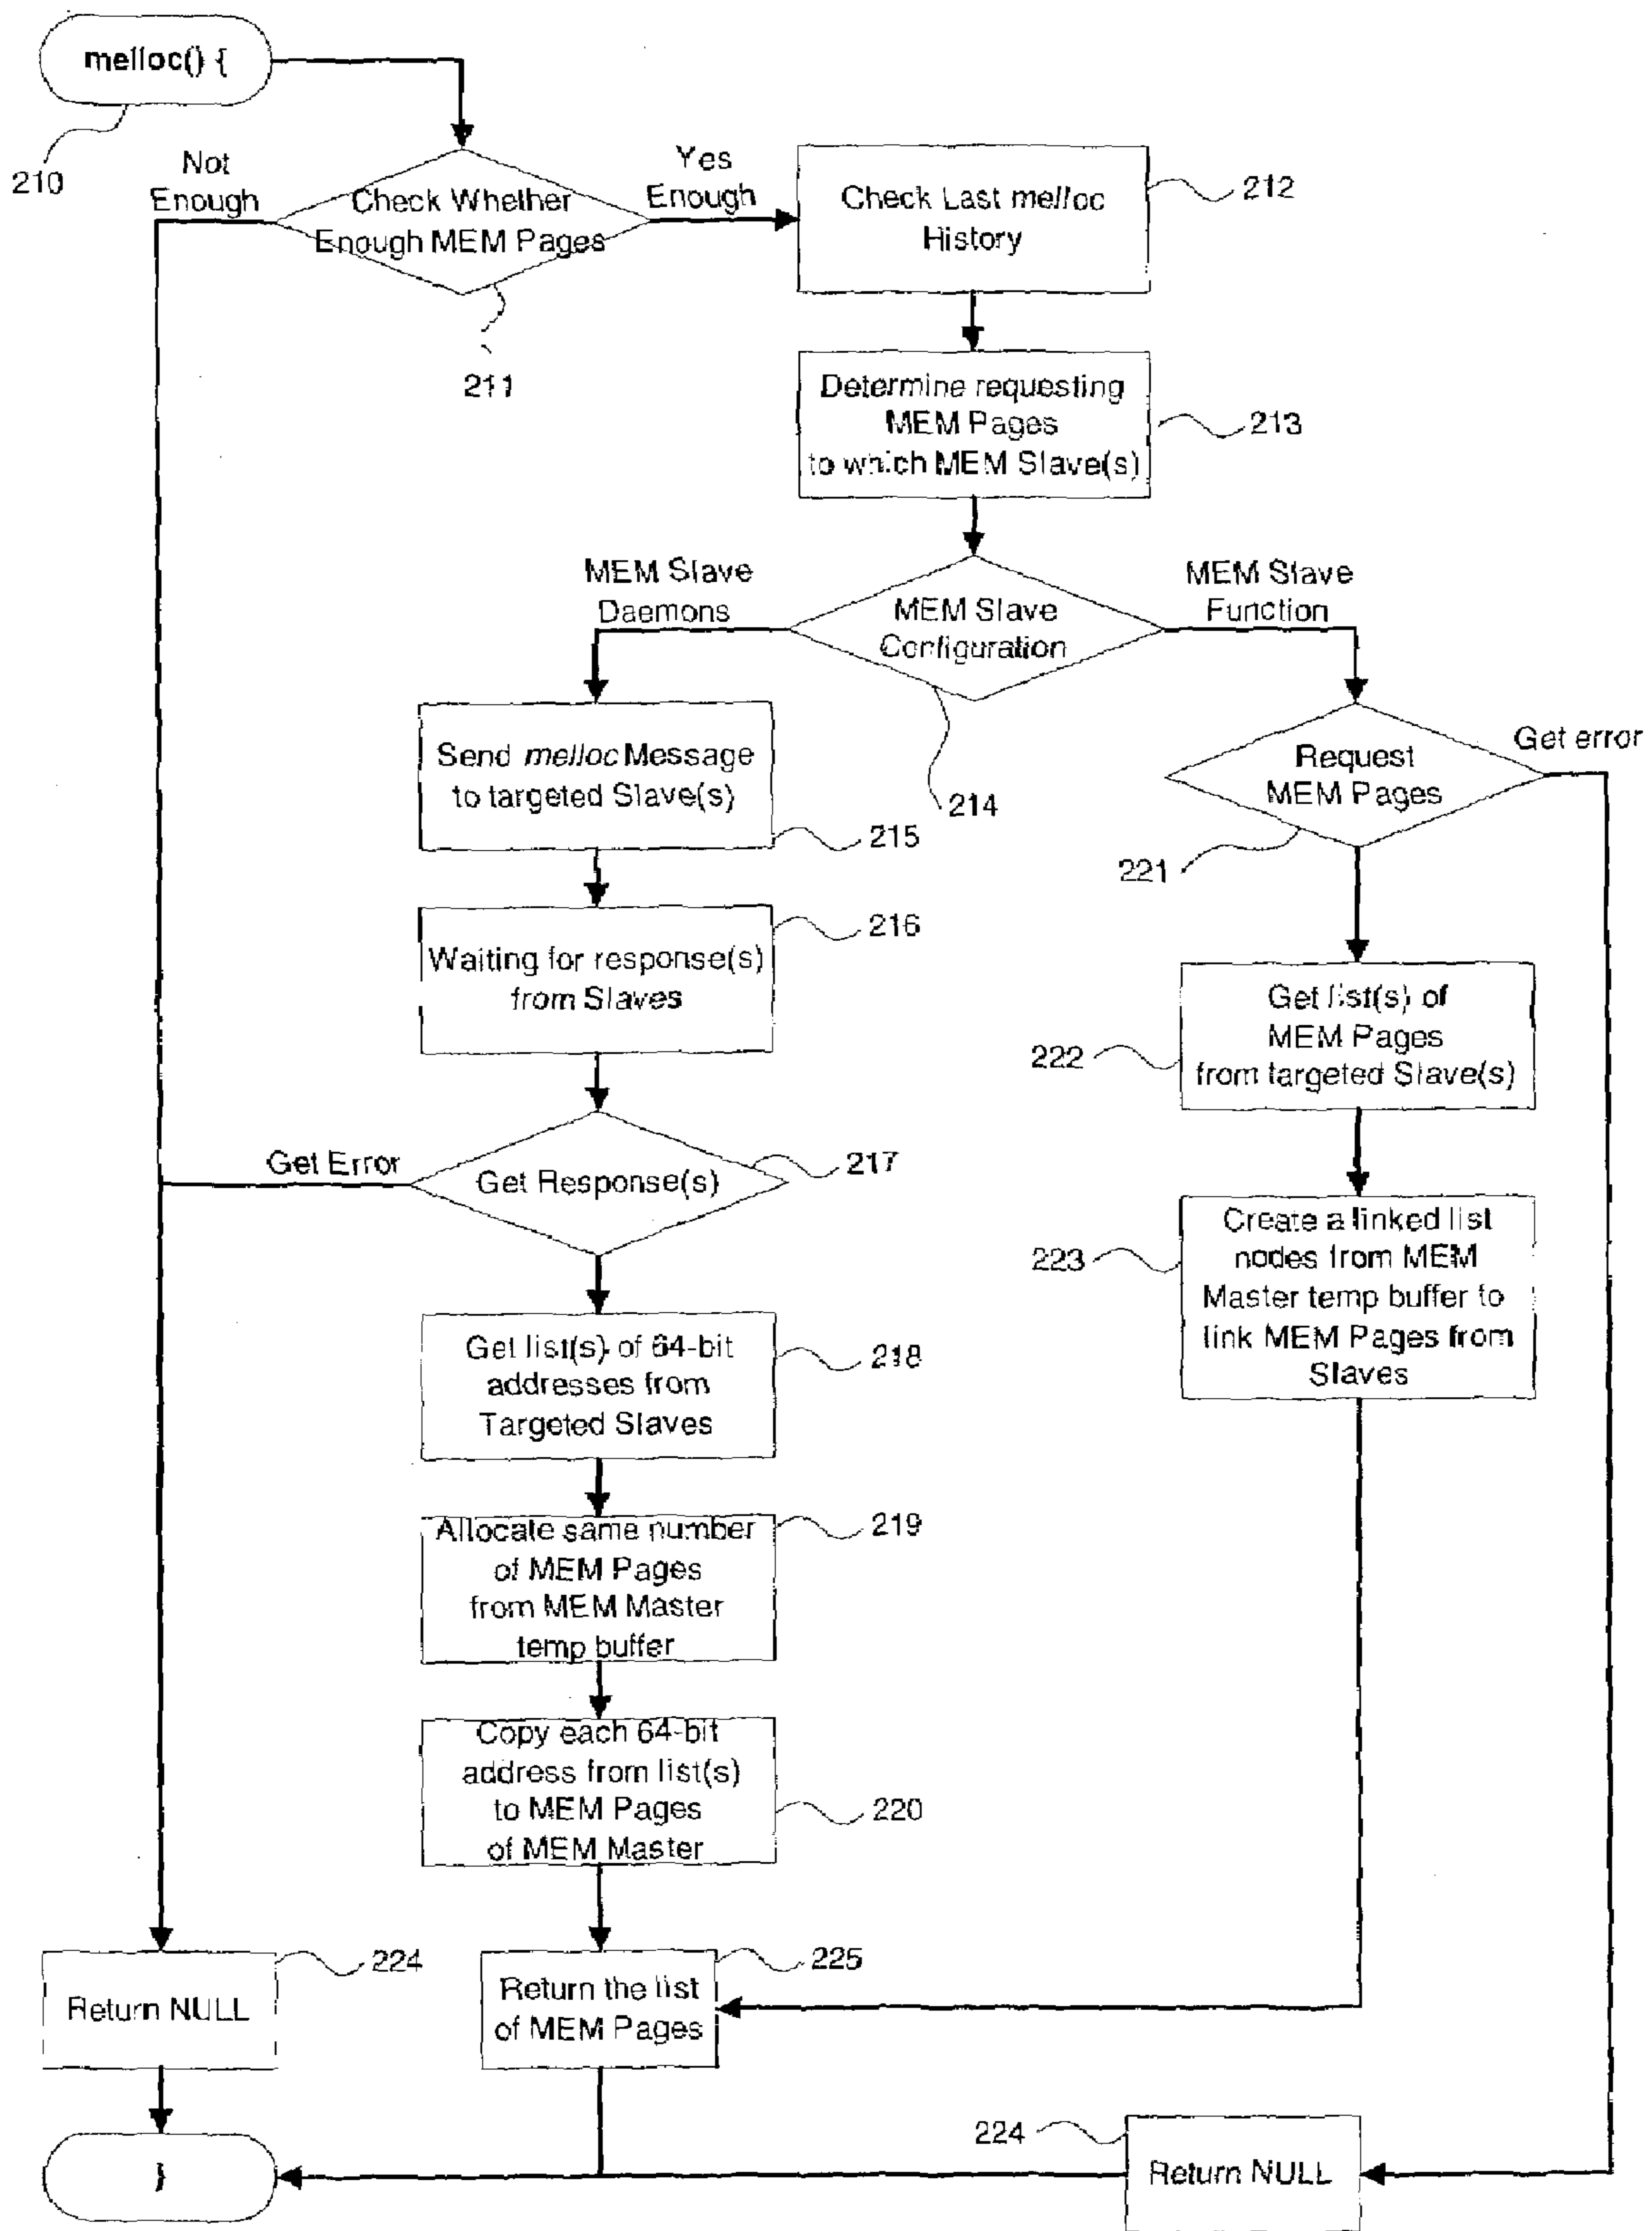 melloc() {
210
Not
Enough
Check Whether
Enough MEM Pages
Yes
Enough
211
Check Last melloc
History
212
Determine requesting
MEM Pages
to which MEM Slave(s)
213
MEM Slave
Daemons
MEM Slave
Configuration
MEM Slave
Function
214
Send melloc Message
to targeted Slave(s)
215
Request
MEM Pages
Get error
221
Waiting for response(s)
from Slaves
216
Get list(s) of
MEM Pages
from targeted Slave(s)
222
Get Error
Get Response(s)
217
Create a linked list
nodes from MEM
Master temp buffer to
link MEM Pages from
Slaves
223
Get list(s) of 64-bit
addresses from
Targeted Slaves
218
Allocate same number
of MEM Pages
from MEM Master
temp buffer
219
Copy each 64-bit
address from list(s)
to MEM Pages
of MEM Master
220
Return NULL
224
Return the list
of MEM Pages
225
}
224
Return NULL